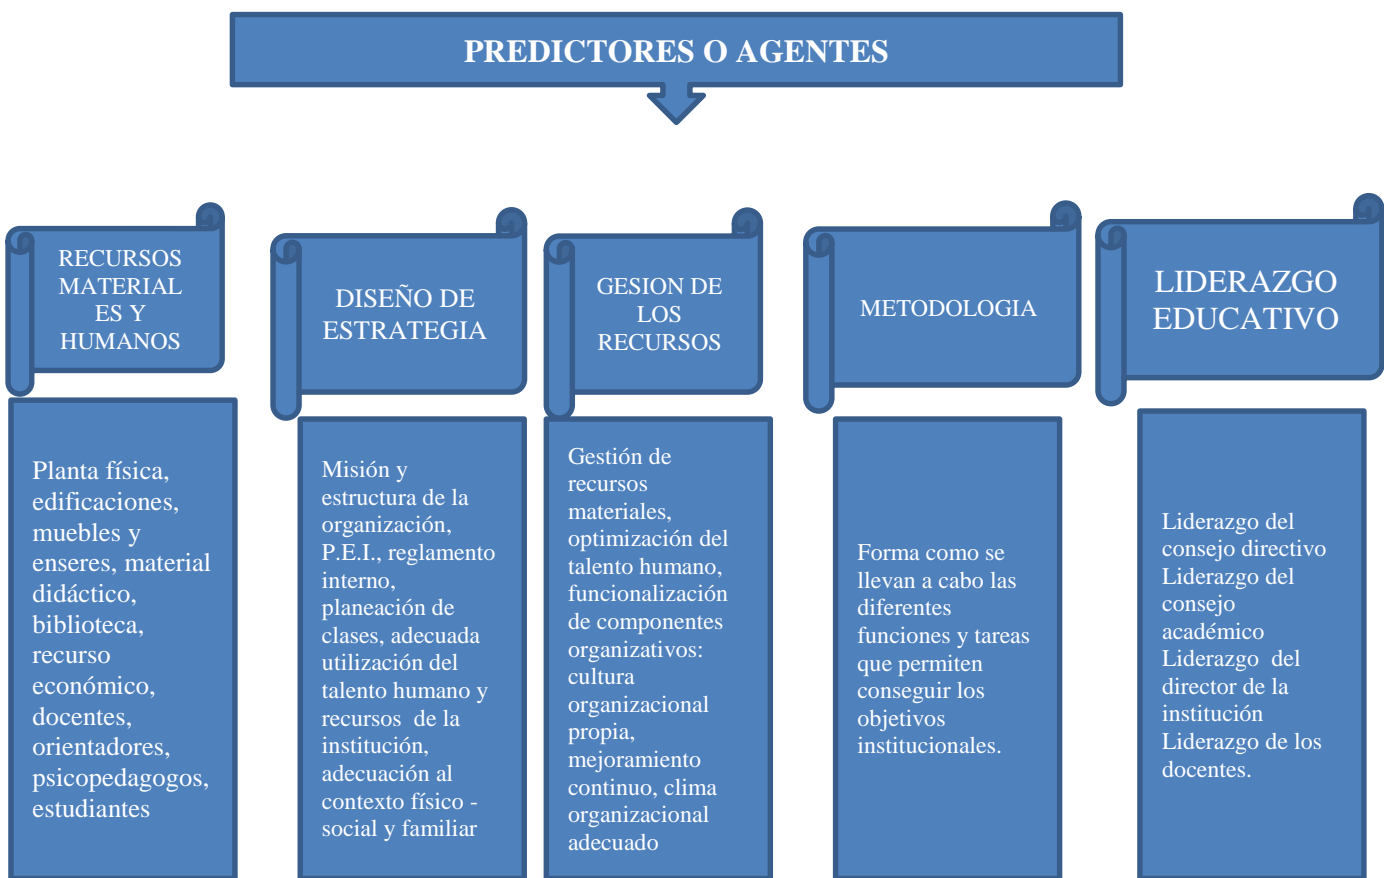 PREDICTORES O AGENTES
RECURSOS
MATERIAL
ES Y
HUMANOS
DISEÑO DE
ESTRATEGIA
GESION DE
LOS
RECURSOS
METODOLOGIA
LIDERAZGO
EDUCATIVO
Planta física,
edificaciones,
muebles y
enseres, material
didáctico,
biblioteca,
recurso
económico,
docentes,
orientadores,
psicopedagogos,
estudiantes
Misión y
estructura de la
organización,
P.E.I., reglamento
interno,
planeación de
clases, adecuada
utilización del
talento humano y
recursos  de la
institución,
adecuación al
contexto físico -
social y familiar
Gestión de
recursos
materiales,
optimización del
talento humano,
funcionalización
de componentes
organizativos:
cultura
organizacional
propia,
mejoramiento
continuo, clima
organizacional
adecuado
Forma como se
llevan a cabo las
diferentes
funciones y tareas
que permiten
conseguir los
objetivos
institucionales.
Liderazgo del
consejo directivo
Liderazgo del
consejo
académico
Liderazgo  del
director de la
institución
Liderazgo de los
docentes.